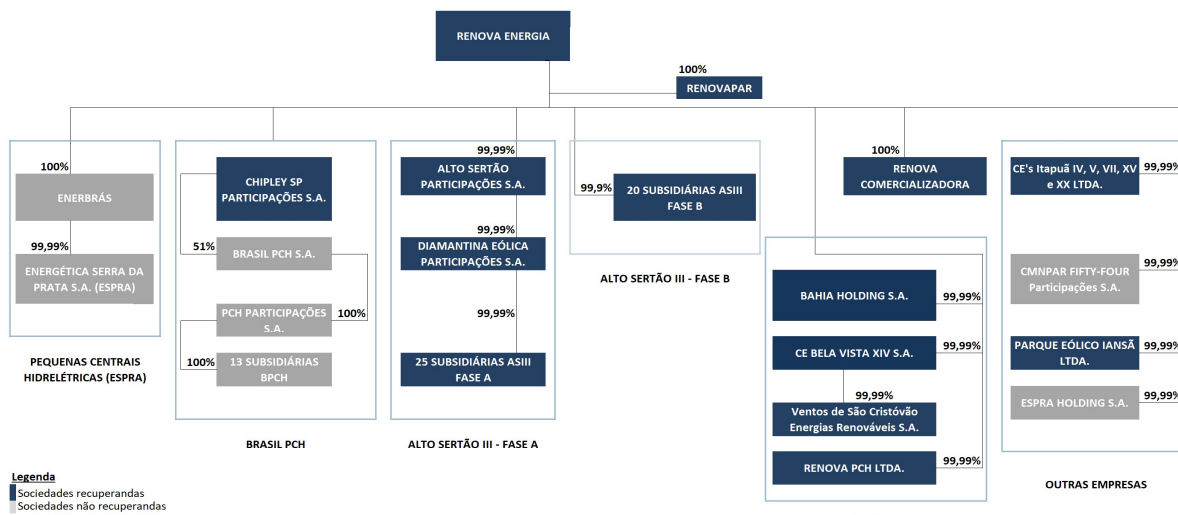 RENOVA ENERGIA
100%
RENOVAPAR
100%
ENERBRÁS
99,99%
ENERGÉTICA SERRA DA
PRATA S.A. (ESPRA)
PEQUENAS CENTRAIS
HIDRELÉTRICAS (ESPRA)
CHIPLEY SP
PARTICIPAÇÕES S.A.
51%
BRASIL PCH S.A.
PCH PARTICIPAÇÕES
S.A.
100%
100%
13 SUBSIDIÁRIAS
BPCH
BRASIL PCH
99,99%
ALTO SERTÃO
PARTICIPAÇÕES S.A.
99,99%
DIAMANTINA EÓLICA
PARTICIPAÇÕES S.A.
99,99%
25 SUBSIDIÁRIAS ASIII
FASE A
ALTO SERTÃO III - FASE A
99,9%
20 SUBSIDIÁRIAS ASIII
FASE B
ALTO SERTÃO III - FASE B
100%
RENOVA
COMERCIALIZADORA
BAHIA HOLDING S.A.
99,99%
CE BELA VISTA XIV S.A.
99,99%
99,99%
Ventos de São Cristóvão
Energias Renováveis S.A.
RENOVA PCH LTDA.
99,99%
CE's Itapuã IV, V, VII, XV
e XX LTDA.
99,99%
CMNPAR FIFTY-FOUR
Participações S.A.
99,99%
PARQUE EÓLICO IANSÃ
LTDA.
99,99%
ESPRA HOLDING S.A.
99,99%
OUTRAS EMPRESAS
Legenda
Sociedades recuperandas
Sociedades não recuperandas